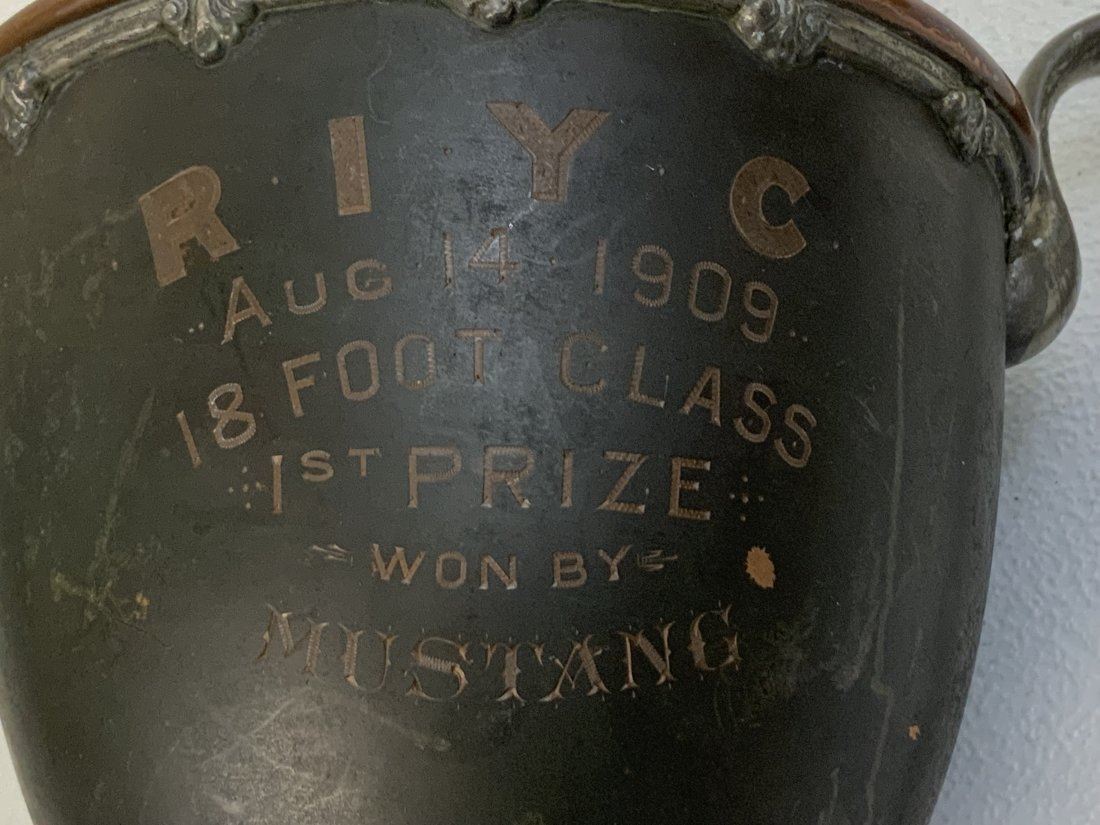 R I Y C
AUG 14 1909
18 FOOT CLASS
1ST PRIZE
WON BY
MUSTANG